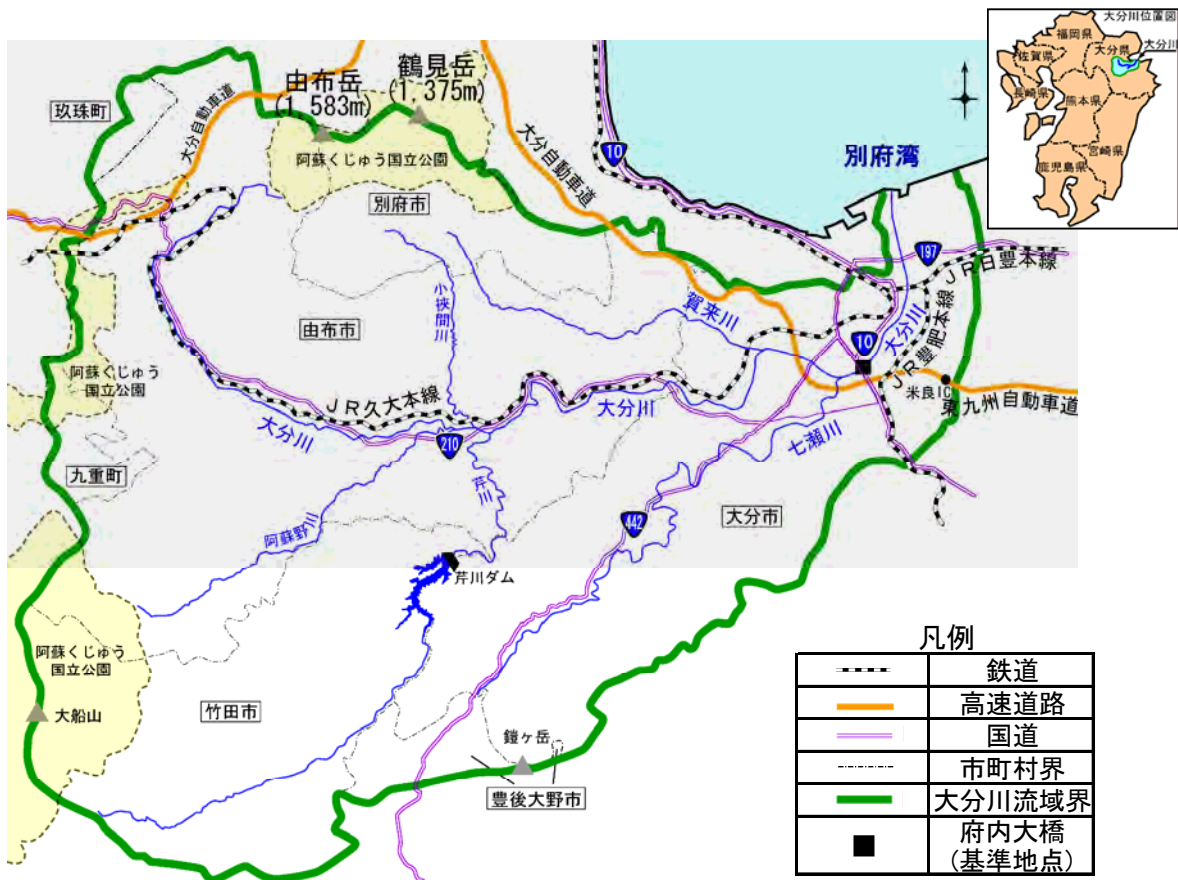 大分川位置図
福岡県
大分県
大分川
佐賀県
長崎県
熊本県
宮崎県
鹿児島県
鶴見岳
(1,375m)
由布岳
(1,583m)
玖珠町
大分自動車道
大分自動車道
阿蘇くじゅう国立公園
別府市
10
別府湾
197
JR日豊本線
小挾間川
賀来川
由布市
10
大分川
JR豊肥本線
米良IC
東九州自動車道
阿蘇くじゅう
国立公園
JR久大本線
大分川
大分川
210
七瀬川
九重町
芹川
442
大分市
阿蘇野川
芹川ダム
阿蘇くじゅう
国立公園
大船山
竹田市
鎧ヶ岳
豊後大野市
凡例
鉄道
高速道路
国道
市町村界
大分川流域界
府内大橋
(基準地点)